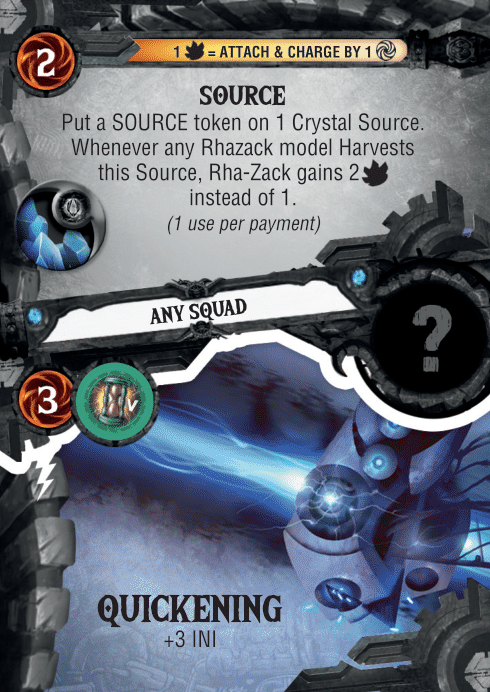 2
1 = ATTACH & CHARGE BY 1
SOURCE
Put a SOURCE token on 1 Crystal Source.
Whenever any Rhazack model Harvests
this Source, Rha-Zack gains 2
instead of 1.
(1 use per payment)
ANY SQUAD
?
3
V
QUICKENING
+3 INI